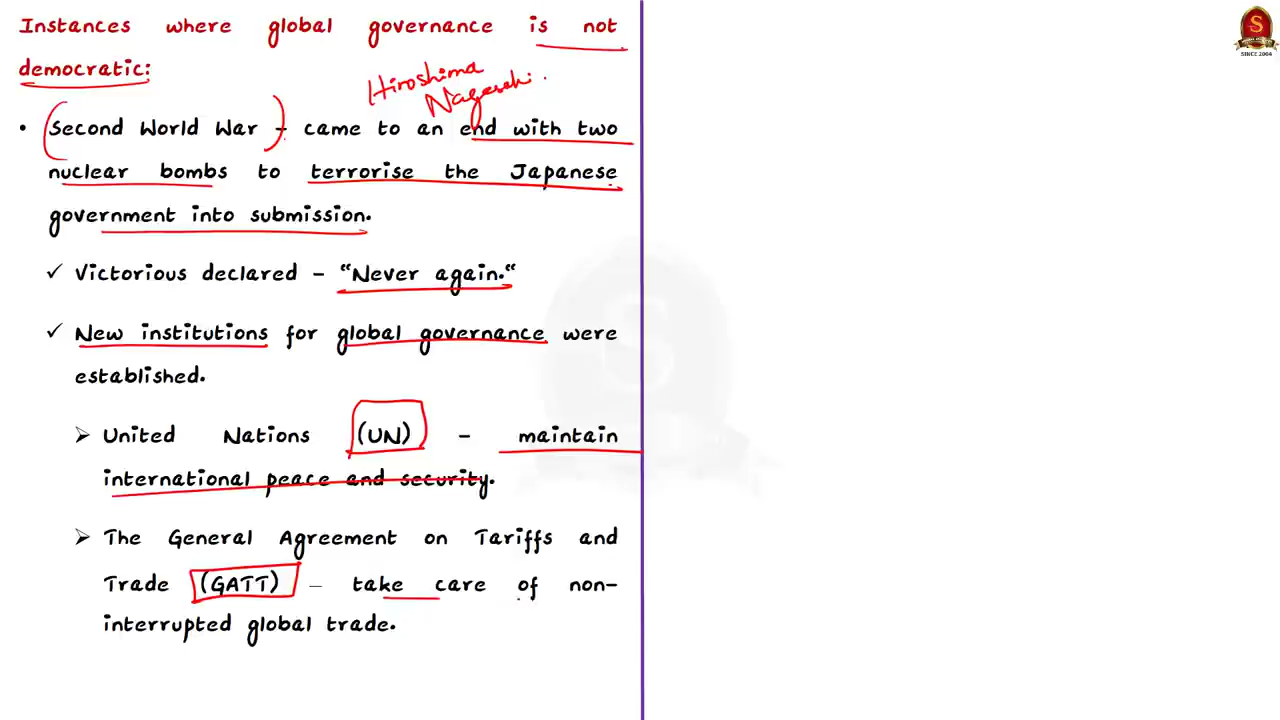 Instances where global governance is not
democratic:
Hiroshima
Nagasaki
• Second World War - came to an end with two
nuclear bombs to terrorise the Japanese
government into submission.
✓ Victorious declared - "Never again."
✓ New institutions for global governance were
established.
➢ United Nations (UN) - maintain
international peace and security.
➢ The General Agreement on Tariffs and
Trade (GATT) – take care of non-
interrupted global trade.
S
SINCE 2004